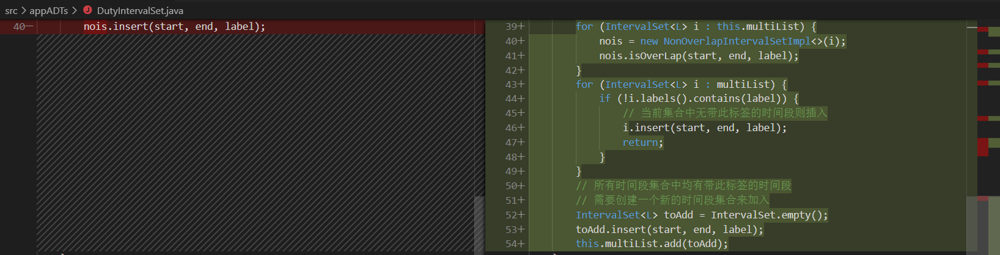 src > appADTs > DutyIntervalSet.java
40− nois.insert(start, end, label);
39+ for (IntervalSet<L> i : this.multiList) {
40+ nois = new NonOverlapIntervalSetImpl<>(i);
41+ nois.isOverLap(start, end, label);
42+ }
43+ for (IntervalSet<L> i : multiList) {
44+ if (!i.labels().contains(label)) {
45+ // 当前集合中无带此标签的时间段则插入
46+ i.insert(start, end, label);
47+ return;
48+ }
49+ }
50+ // 所有时间段集合中均有带此标签的时间段
51+ // 需要创建一个新的时间段集合来加入
52+ IntervalSet<L> toAdd = IntervalSet.empty();
53+ toAdd.insert(start, end, label);
54+ this.multiList.add(toAdd);